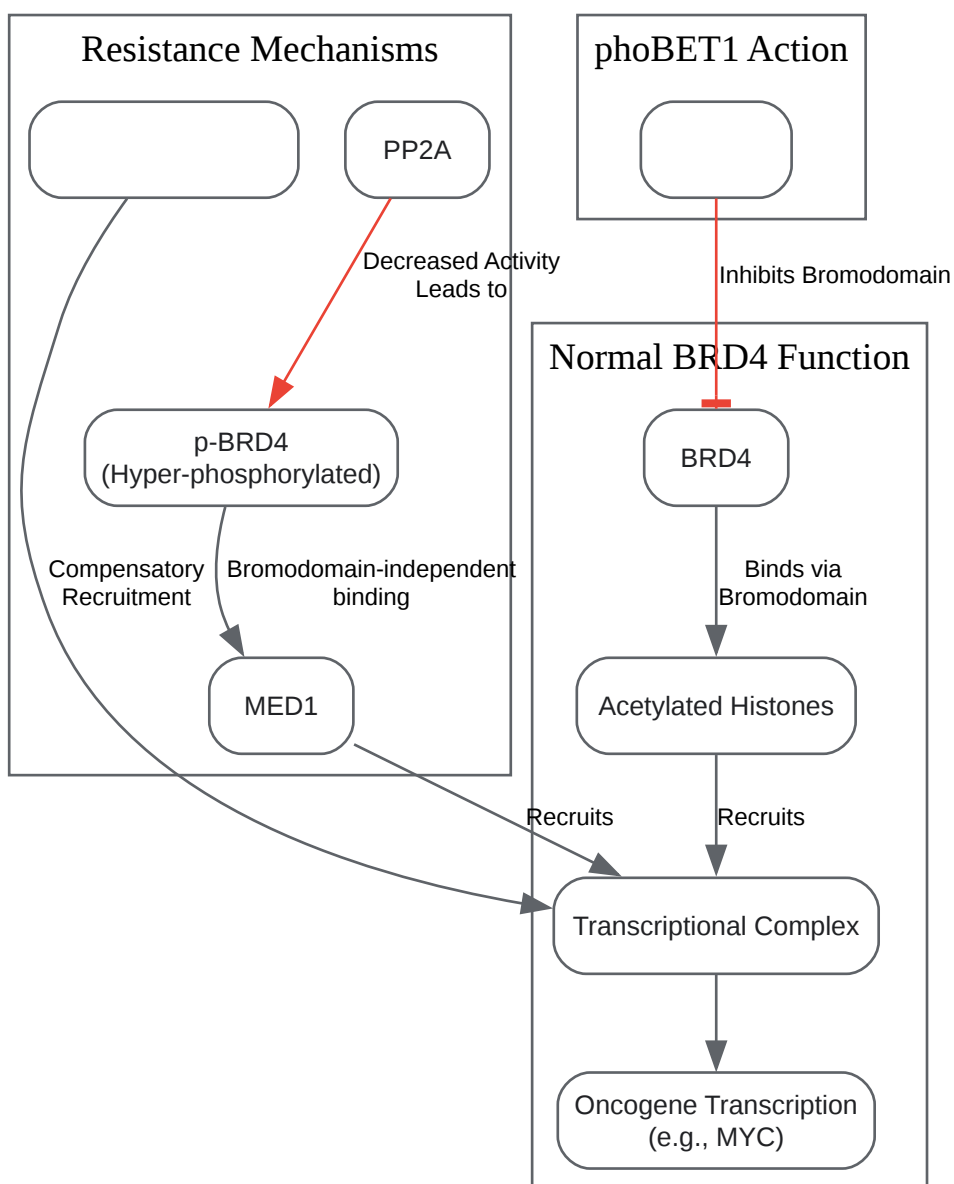 Resistance Mechanisms
phoBET1 Action
PP2A
Decreased Activity
Leads to
Inhibits Bromodomain
Normal BRD4 Function
p-BRD4
(Hyper-phosphorylated)
BRD4
Compensatory
Recruitment
Bromodomain-independent
binding
Binds via
Bromodomain
MED1
Acetylated Histones
Recruits
Recruits
Transcriptional Complex
Oncogene Transcription
(e.g., MYC)